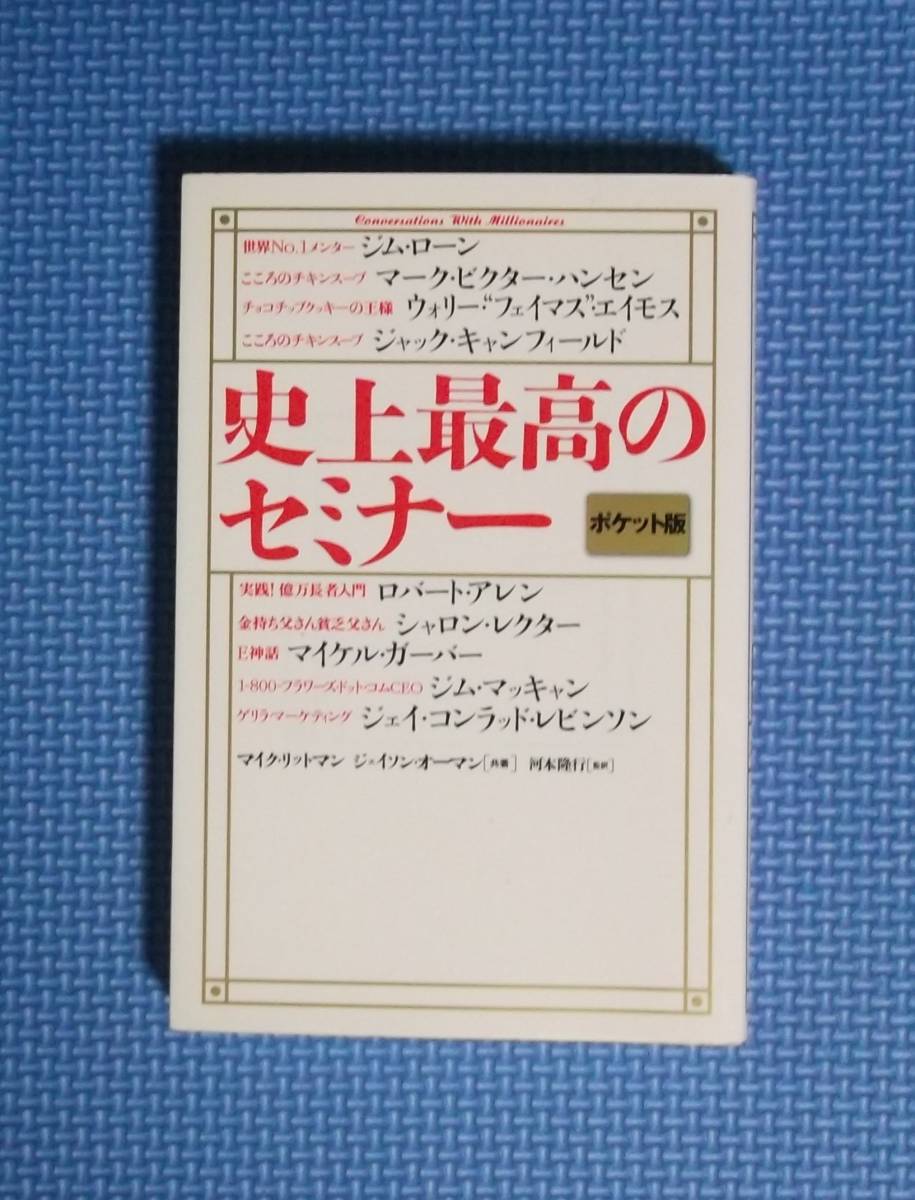 Conversations With Millionaires
世界No.1メンター ジム・ローン
こころのチキンスープ マーク・ビクター・ハンセン
チョコチップクッキーの王様 ウォリー・“フェイマス”・エイモス
こころのチキンスープ ジャック・キャンフィールド
史上最高の
セミナー ポケット版
実践!億万長者入門 ロバート・アレン
金持ち父さん貧乏父さん シャロン・レクター
E神話 マイケル・ガーバー
1-800-フラワーズ・ドット・コムCEO ジム・マッキャン
ゲリラ・マーケティング ジェイ・コンラッド・レビンソン
マイク・リットマン ジェイソン・オーマン[共著] 河本隆行[監訳]